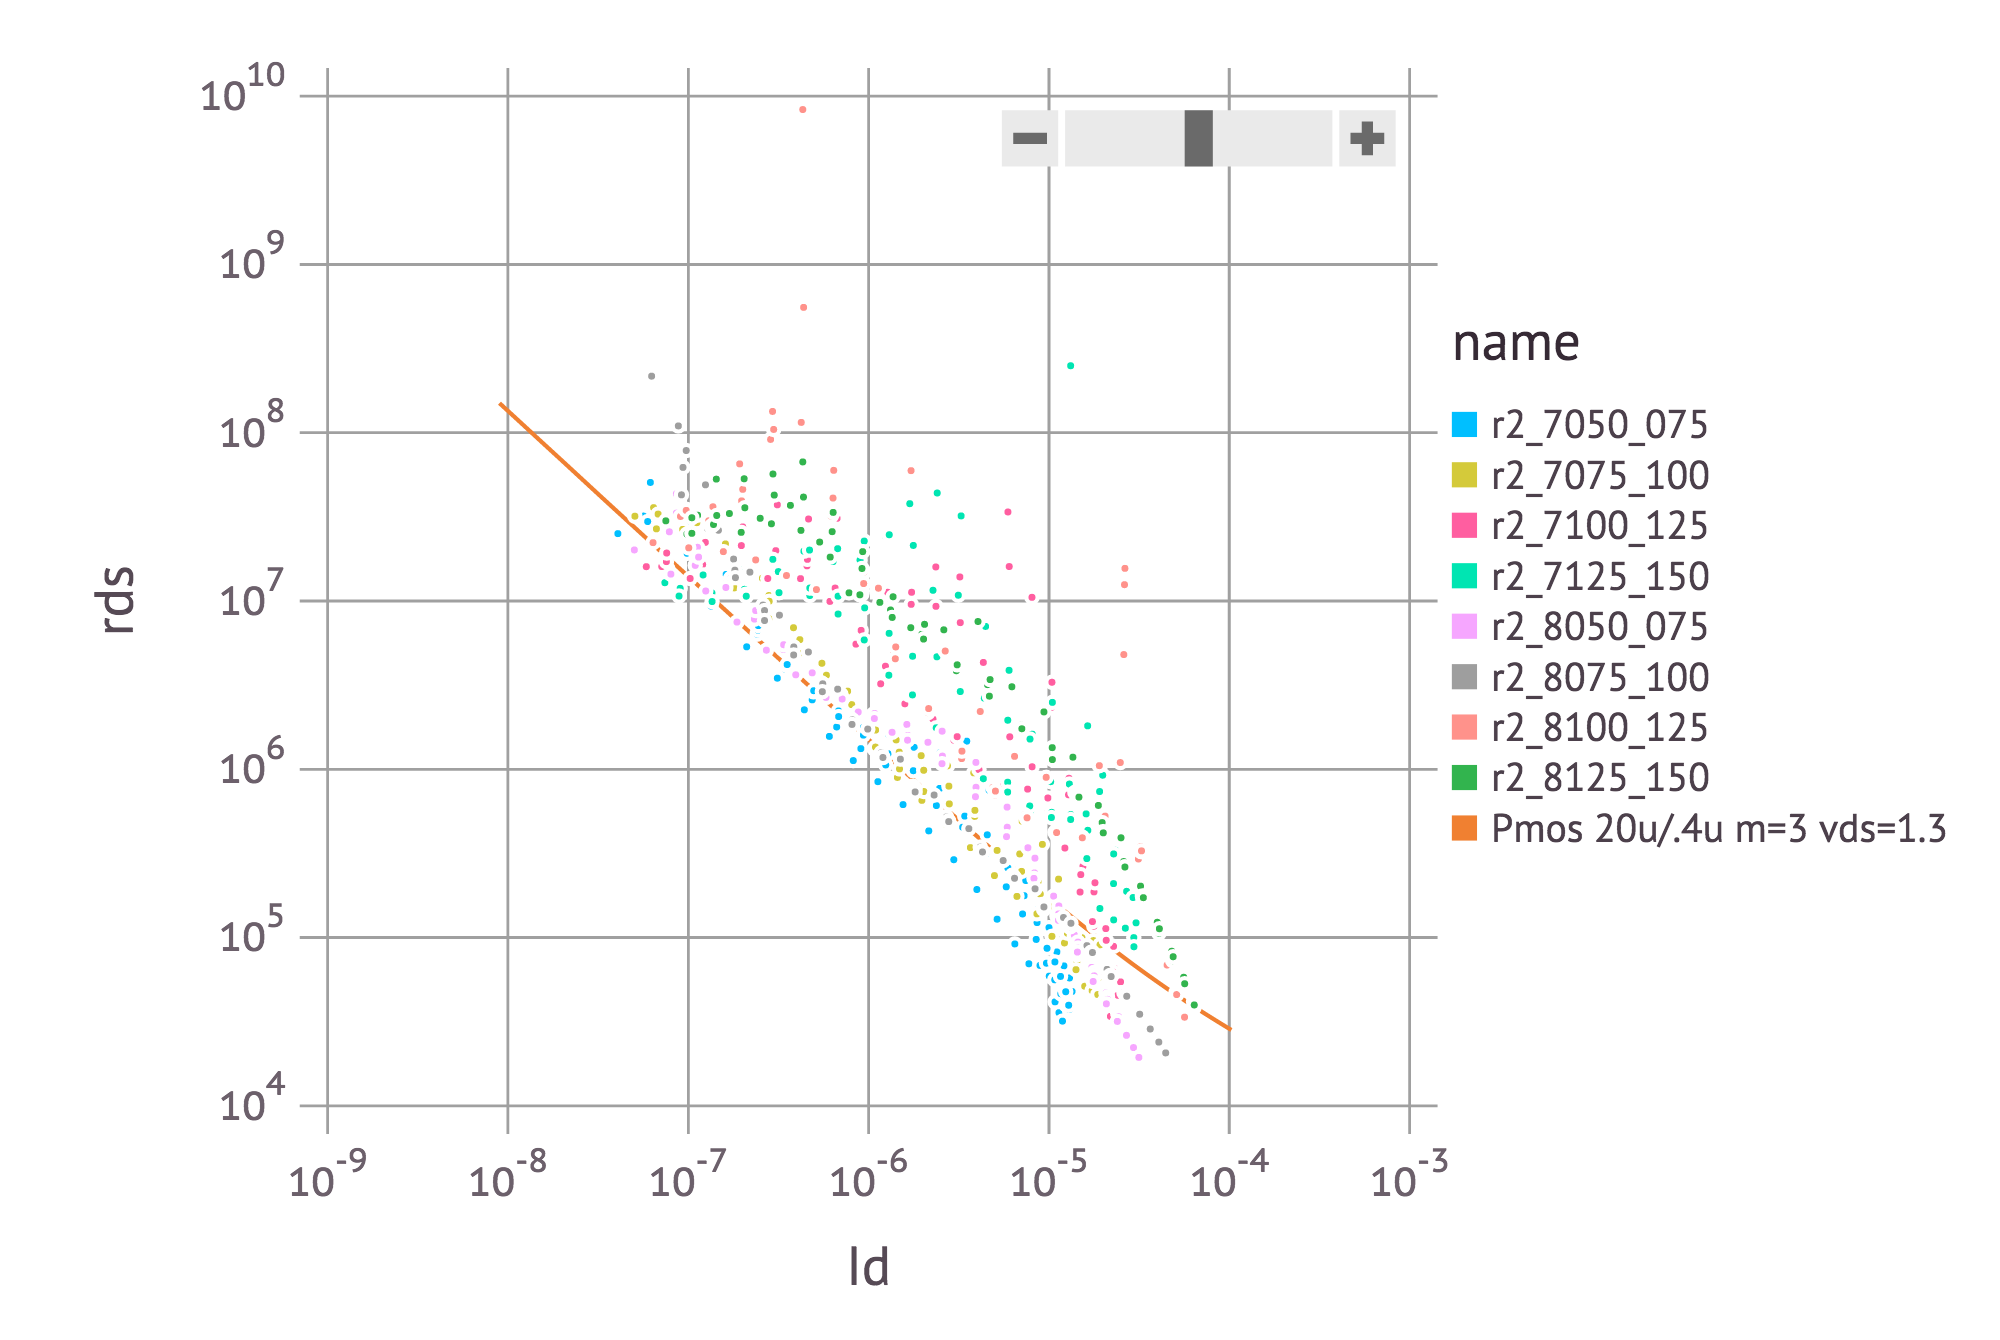 10^10
10^9
10^8
10^7
10^6
10^5
10^4
rds
10^-9 10^-8 10^-7 10^-6 10^-5 10^-4 10^-3
Id
name
r2_7050_075
r2_7075_100
r2_7100_125
r2_7125_150
r2_8050_075
r2_8075_100
r2_8100_125
r2_8125_150
Pmos 20u/.4u m=3 vds=1.3